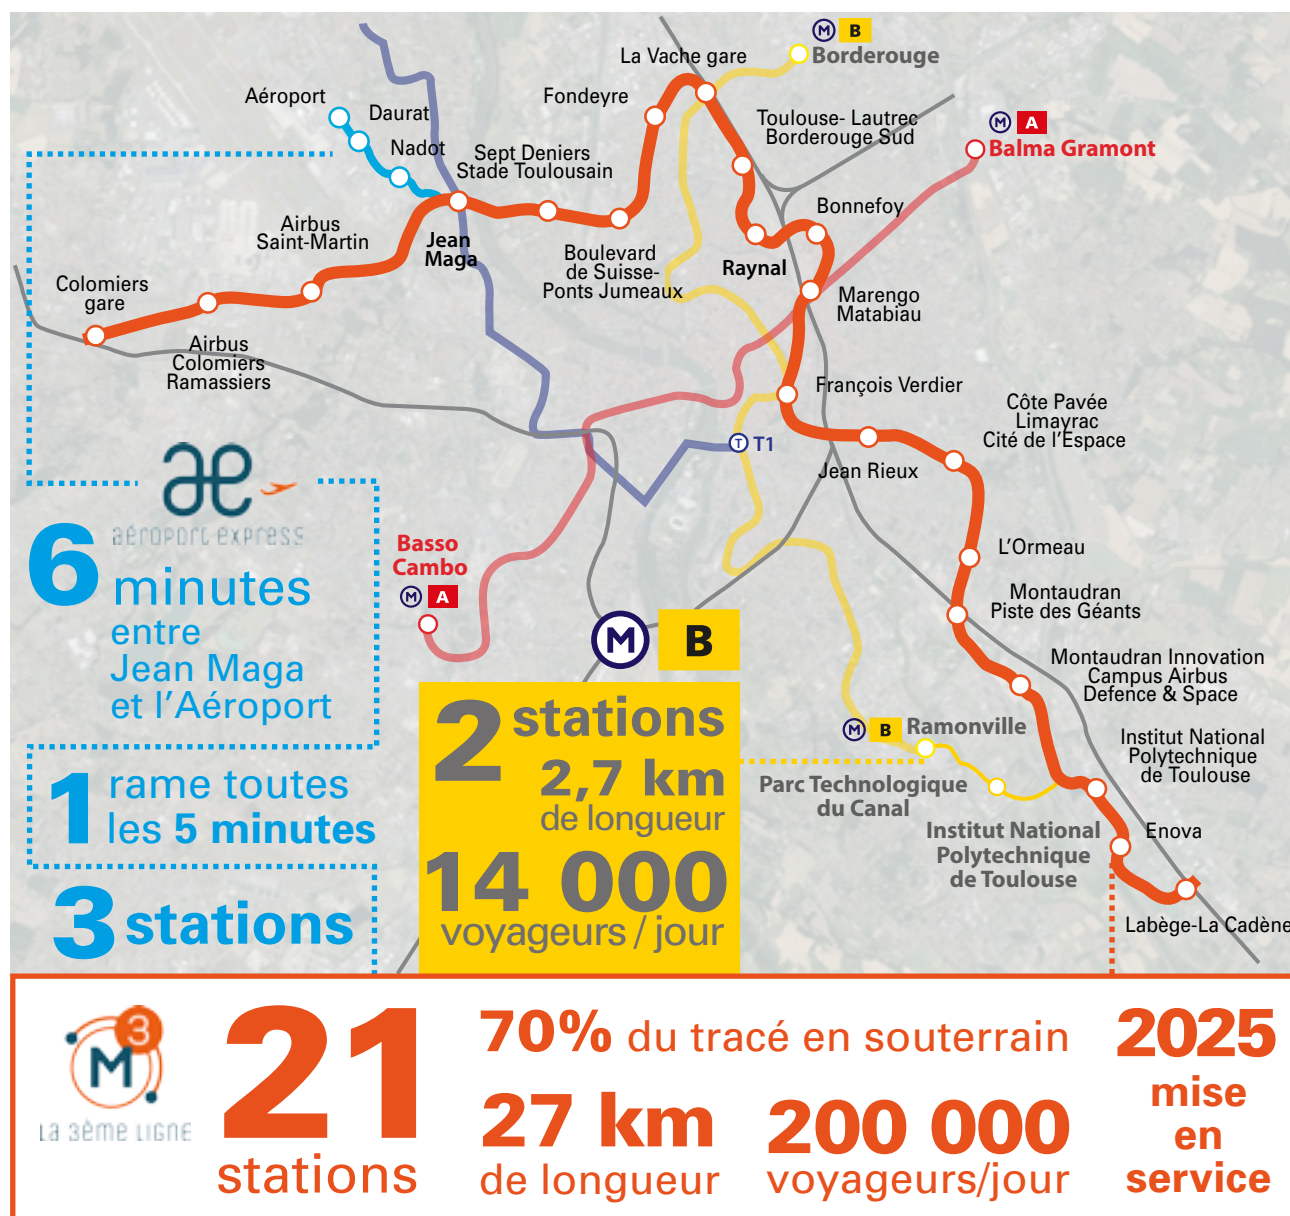 M B
Borderouge
La Vache gare
Aéroport
Fondeyre
Daurat
Toulouse- Lautrec
Borderouge Sud
M A
Balma Gramont
Nadot
Sept Deniers
Stade Toulousain
Bonnefoy
Airbus
Saint-Martin
Jean
Maga
Boulevard
de Suisse-
Ponts Jumeaux
Raynal
Colomiers
gare
Marengo
Matabiau
Airbus
Colomiers
Ramassiers
François Verdier
Côte Pavée
Limayrac
Cité de l'Espace
T T1
Jean Rieux
æ
aéroport express
Basso
Cambo
M A
L'Ormeau
6
minutes
entre
Jean Maga
et l'Aéroport
Montaudran
Piste des Géants
M B
Montaudran Innovation
Campus Airbus
Defence & Space
2 stations
2,7 km
de longueur
14 000
voyageurs / jour
M B Ramonville
Institut National
Polytechnique
de Toulouse
Parc Technologique
du Canal
1 rame toutes
les 5 minutes
Institut National
Polytechnique
de Toulouse
Enova
3 stations
Labège-La Cadène
M 3
La 3ème LIGNE
21
stations
70% du tracé en souterrain
27 km
de longueur
200 000
voyageurs/jour
2025
mise
en
service